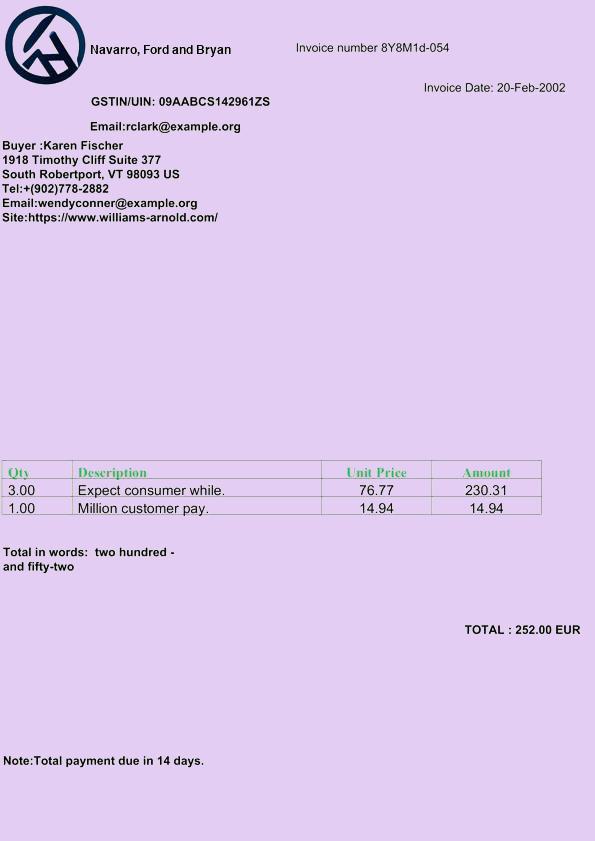 Navarro, Ford and Bryan
Invoice number 8Y8M1d-054
Invoice Date: 20-Feb-2002
GSTIN/UIN: 09AABCS142961ZS
Email:rclark@example.org
Buyer :Karen Fischer
1918 Timothy Cliff Suite 377
South Robertport, VT 98093 US
Tel:+(902)778-2882
Email:wendyconner@example.org
Site:https://www.williams-arnold.com/
Qty Description Unit Price Amount
3.00 Expect consumer while. 76.77 230.31
1.00 Million customer pay. 14.94 14.94
Total in words:  two hundred -
and fifty-two
TOTAL : 252.00 EUR
Note:Total payment due in 14 days.